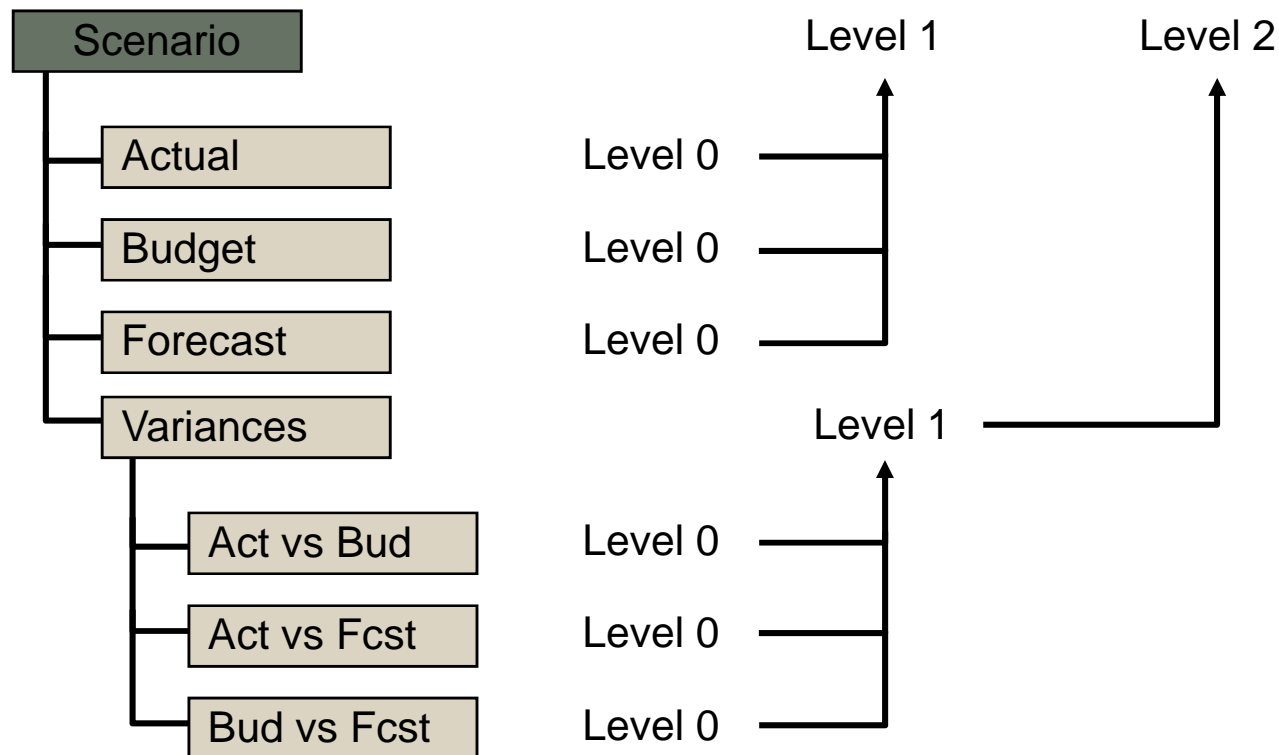 Scenario Level 1 Level 2
Actual Level 0
Budget Level 0
Forecast Level 0
Variances Level 1
Act vs Bud Level 0
Act vs Fcst Level 0
Bud vs Fcst Level 0